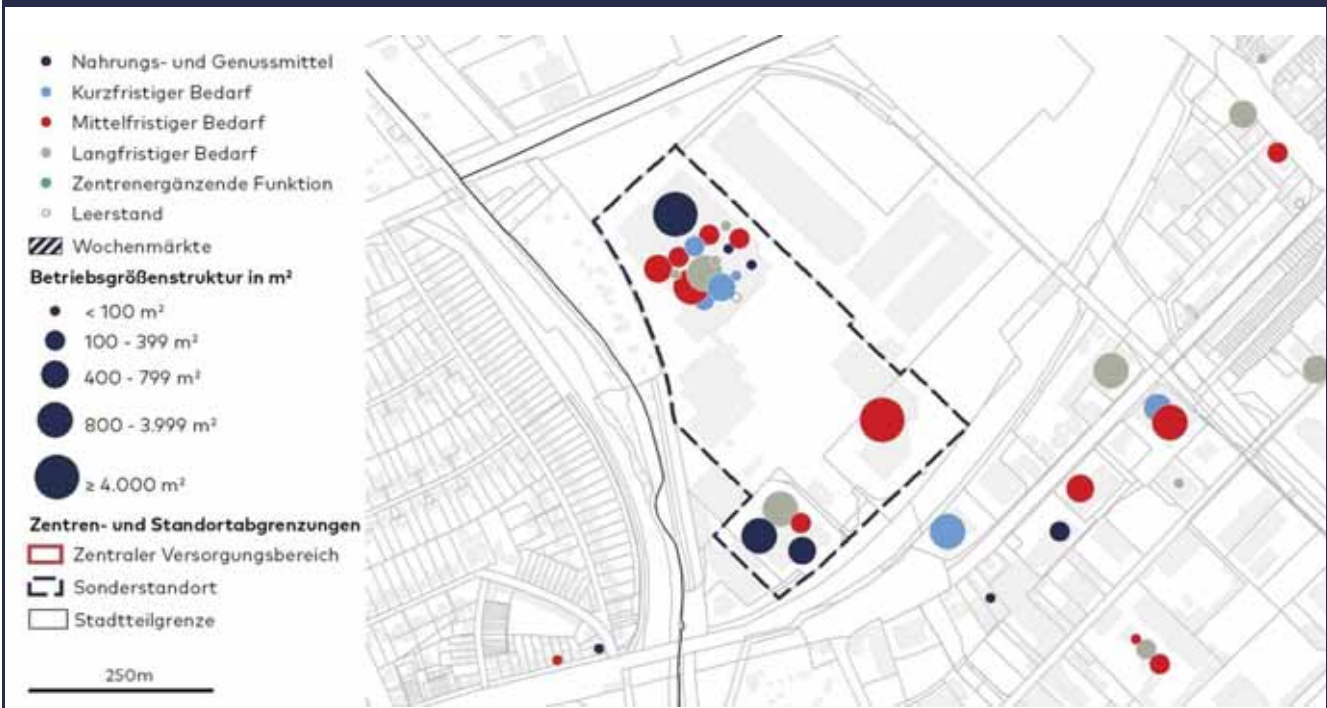 Nahrungs- und Genussmittel
Kurzfristiger Bedarf
Mittelfristiger Bedarf
Langfristiger Bedarf
Zentrenergänzende Funktion
Leerstand
Wochenmärkte
Betriebsgrößenstruktur in m²
< 100 m²
100 - 399 m²
400 - 799 m²
800 - 3.999 m²
≥ 4.000 m²
Zentren- und Standortabgrenzungen
Zentraler Versorgungsbereich
Sonderstandort
Stadtteilgrenze
250m